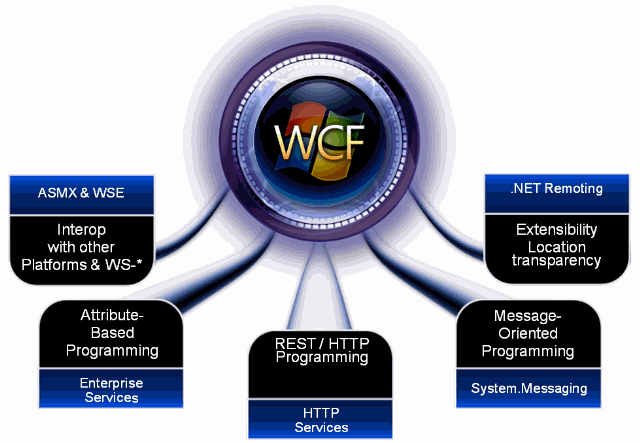 WCF
ASMX & WSE
Interop
with other
Platforms & WS-*
.NET Remoting
Extensibility
Location
transparency
Attribute-
Based
Programming
Enterprise
Services
REST / HTTP
Programming
HTTP
Services
Message-
Oriented
Programming
System.Messaging